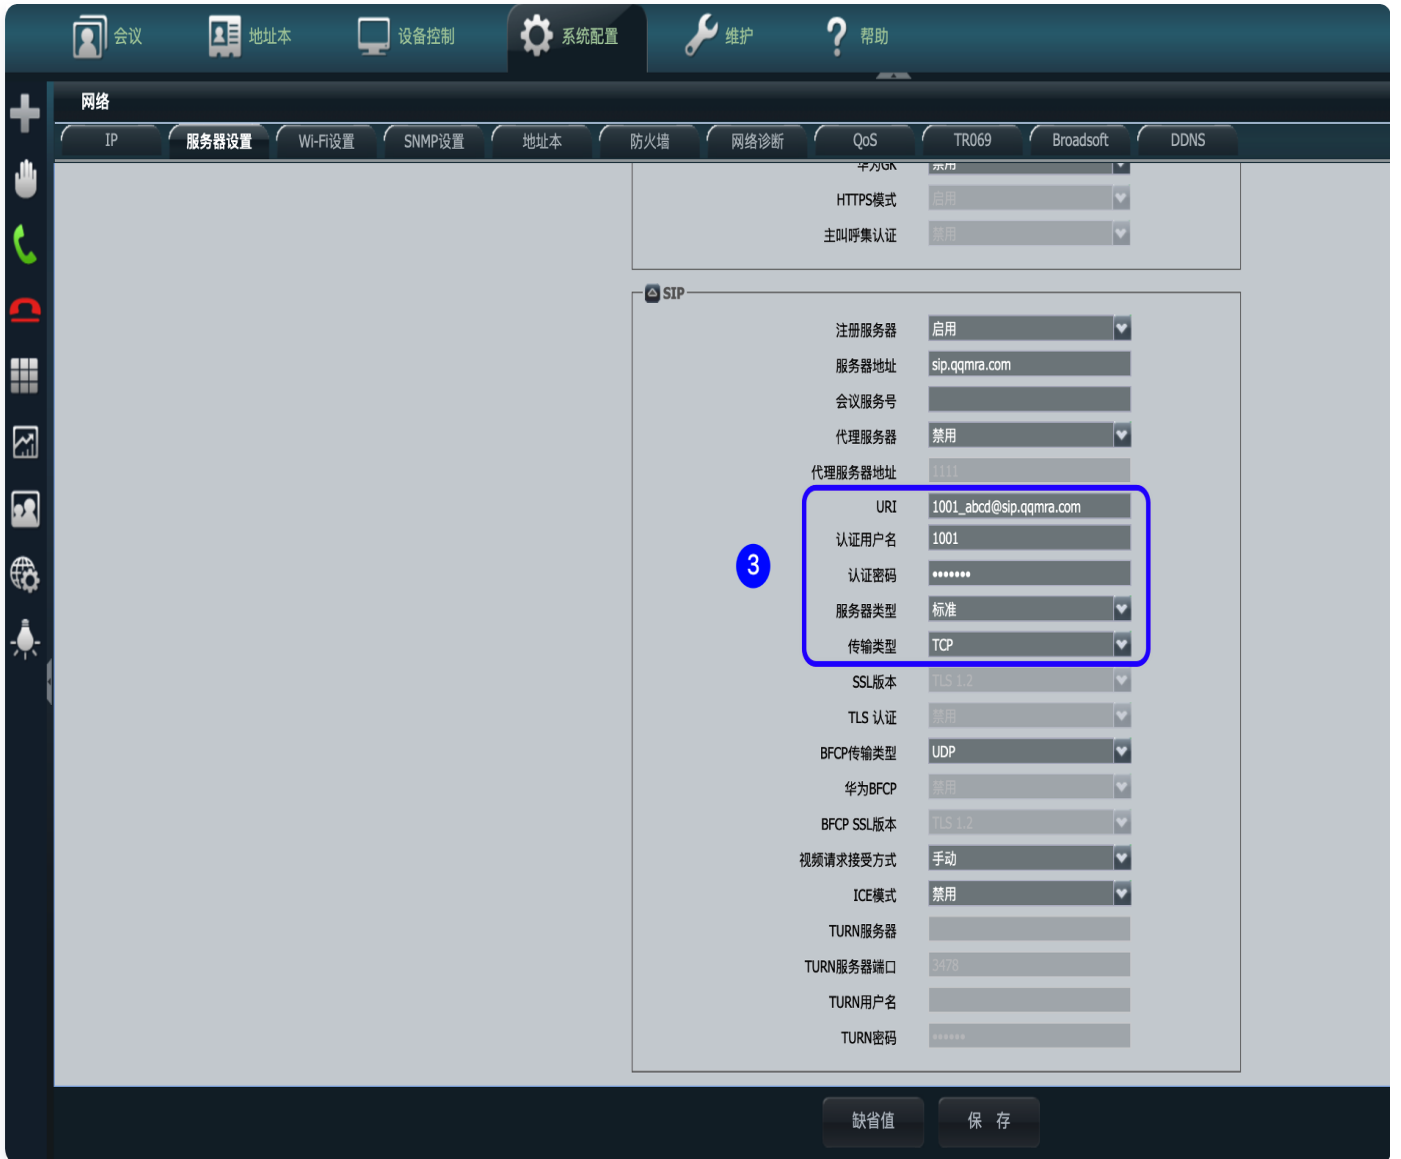 会议 地址本 设备控制 系统配置 维护 帮助
网络
IP 服务器设置 Wi-Fi设置 SNMP设置 地址本 防火墙 网络诊断 QoS TR069 Broadsoft DDNS
华为GK 禁用
HTTPS模式 启用
主叫呼集认证 禁用
SIP
注册服务器 启用
服务器地址 sip.qqmra.com
会议服务号
代理服务器 禁用
代理服务器地址 1111
URI 1001_abcd@sip.qqmra.com
认证用户名 1001
3
认证密码 •••••••
服务器类型 标准
传输类型 TCP
SSL版本 TLS 1.2
TLS 认证 禁用
BFCP传输类型 UDP
华为BFCP 禁用
BFCP SSL版本 TLS 1.2
视频请求接受方式 手动
ICE模式 禁用
TURN服务器
TURN服务器端口 3478
TURN用户名
TURN密码 ••••••
缺省值 保 存